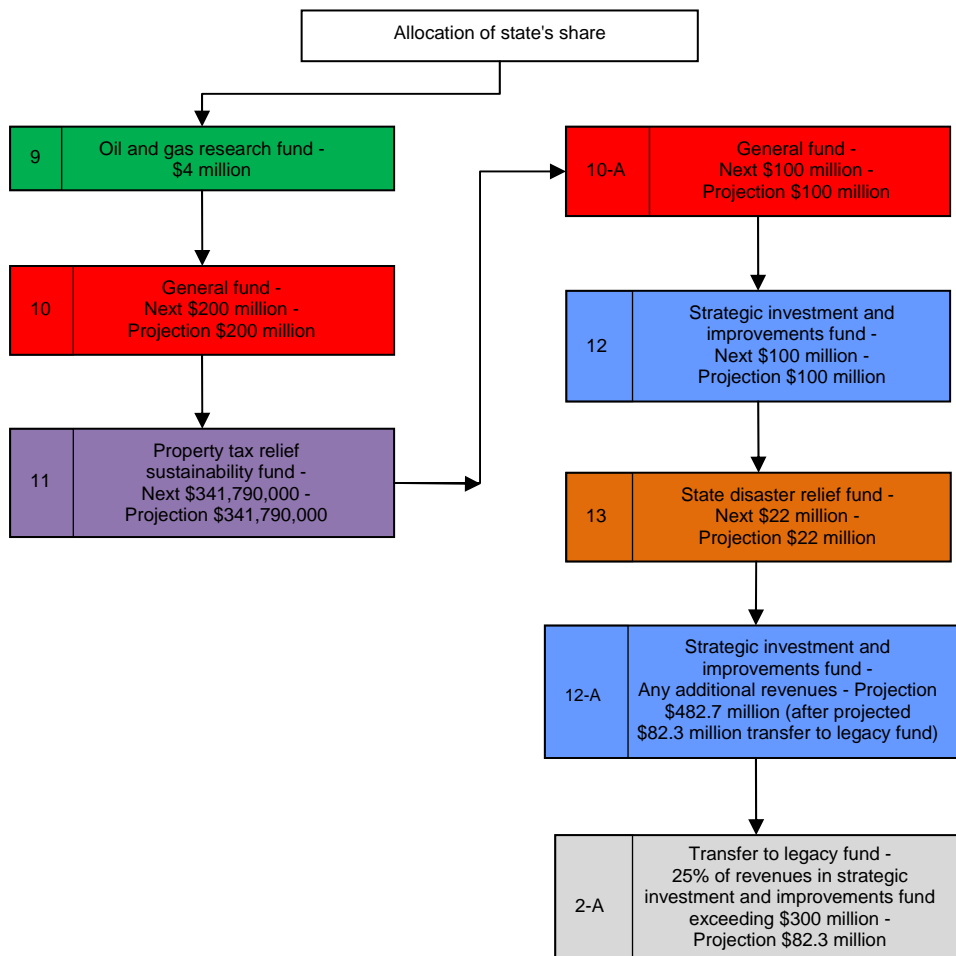 Allocation of state's share
9
Oil and gas research fund -
$4 million
10
General fund -
Next $200 million -
Projection $200 million
11
Property tax relief
sustainability fund -
Next $341,790,000 -
Projection $341,790,000
10-A
General fund -
Next $100 million -
Projection $100 million
12
Strategic investment and
improvements fund -
Next $100 million -
Projection $100 million
13
State disaster relief fund -
Next $22 million -
Projection $22 million
12-A
Strategic investment and
improvements fund -
Any additional revenues - Projection
$482.7 million (after projected
$82.3 million transfer to legacy fund)
2-A
Transfer to legacy fund -
25% of revenues in strategic
investment and improvements fund
exceeding $300 million -
Projection $82.3 million